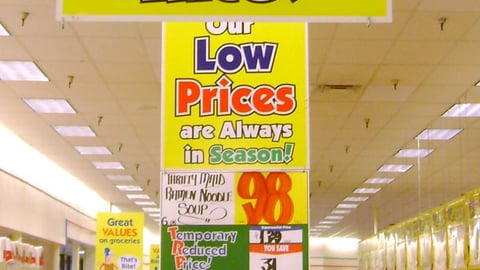 Our
Low
Prices
are Always
in Season!
THRIFTY MAID
RAMEN NOODLE
SOUP
98
Temporary
Reduced
Price!
YOU SAVE
Great
VALUES
on groceries
That's
Rite!